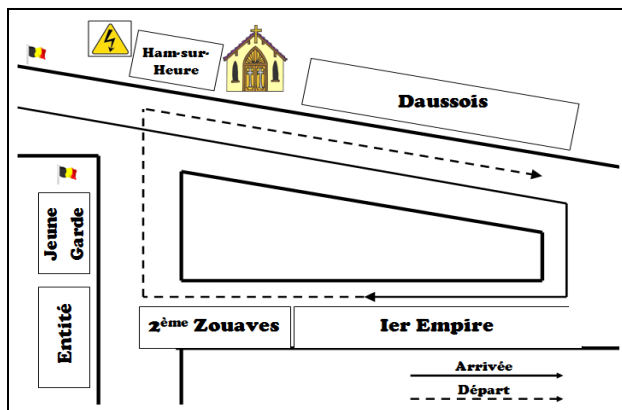 Ham-sur-
Heure
Daussois
Jeune
Garde
Entité
2ème Zouaves
Ier Empire
Arrivée
Départ